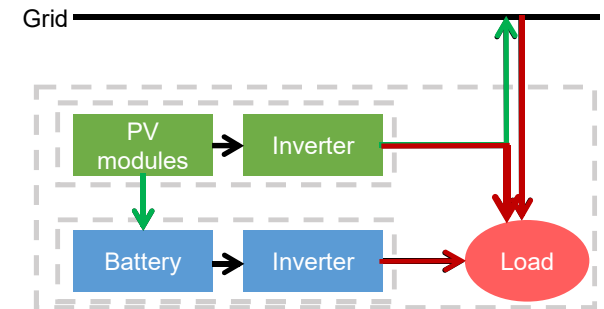 Grid
PV
modules
Inverter
Battery
Inverter
Load